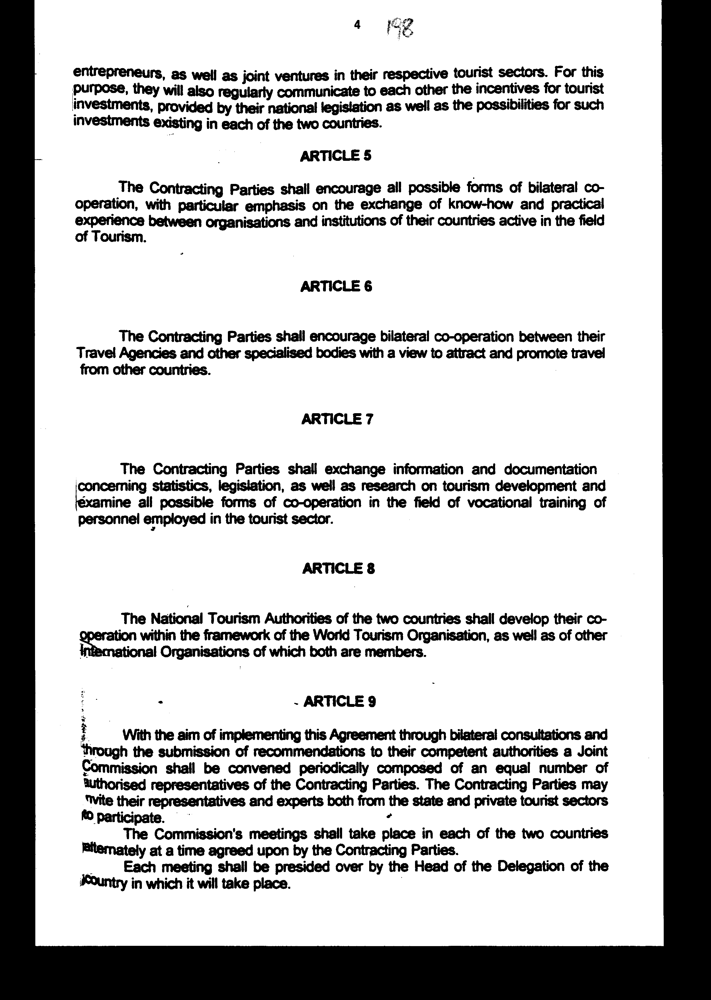 4 198
entrepreneurs, as well as joint ventures in their respective tourist sectors. For this
purpose, they will also regularly communicate to each other the incentives for tourist
investments, provided by their national legislation as well as the possibilities for such
investments existing in each of the two countries.
ARTICLE 5
The Contracting Parties shall encourage all possible forms of bilateral co-
operation, with particular emphasis on the exchange of know-how and practical
experience between organisations and institutions of their countries active in the field
of Tourism.
ARTICLE 6
The Contracting Parties shall encourage bilateral co-operation between their
Travel Agencies and other specialised bodies with a view to attract and promote travel
from other countries.
ARTICLE 7
The Contracting Parties shall exchange information and documentation
concerning statistics, legislation, as well as research on tourism development and
examine all possible forms of co-operation in the field of vocational training of
personnel employed in the tourist sector.
ARTICLE 8
The National Tourism Authorities of the two countries shall develop their co-
operation within the framework of the World Tourism Organisation, as well as of other
International Organisations of which both are members.
ARTICLE 9
With the aim of implementing this Agreement through bilateral consultations and
through the submission of recommendations to their competent authorities a Joint
Commission shall be convened periodically composed of an equal number of
authorised representatives of the Contracting Parties. The Contracting Parties may
nvite their representatives and experts both from the state and private tourist sectors
to participate.
The Commission's meetings shall take place in each of the two countries
alternately at a time agreed upon by the Contracting Parties.
Each meeting shall be presided over by the Head of the Delegation of the
country in which it will take place.